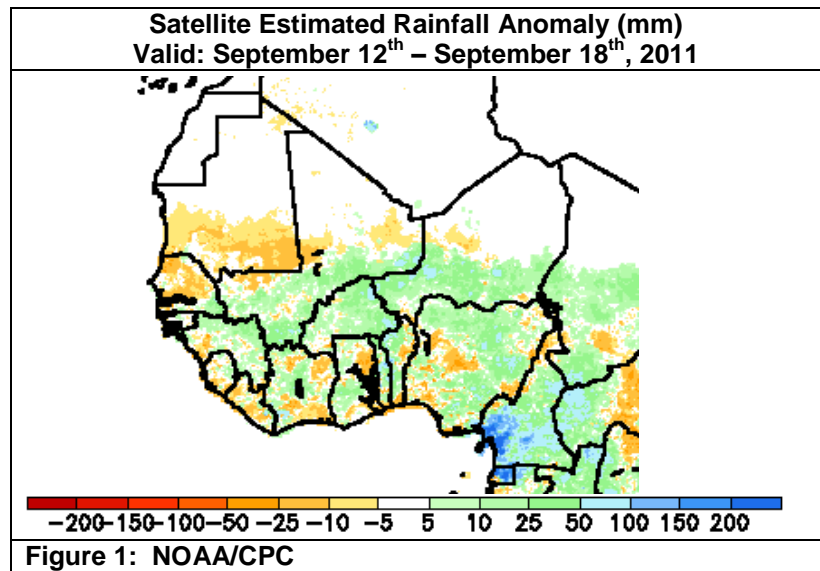 Satellite Estimated Rainfall Anomaly (mm)
Valid: September 12th – September 18th, 2011
-200-150-100-50 -25 -10 -5 5 10 25 50 100 150 200
Figure 1: NOAA/CPC